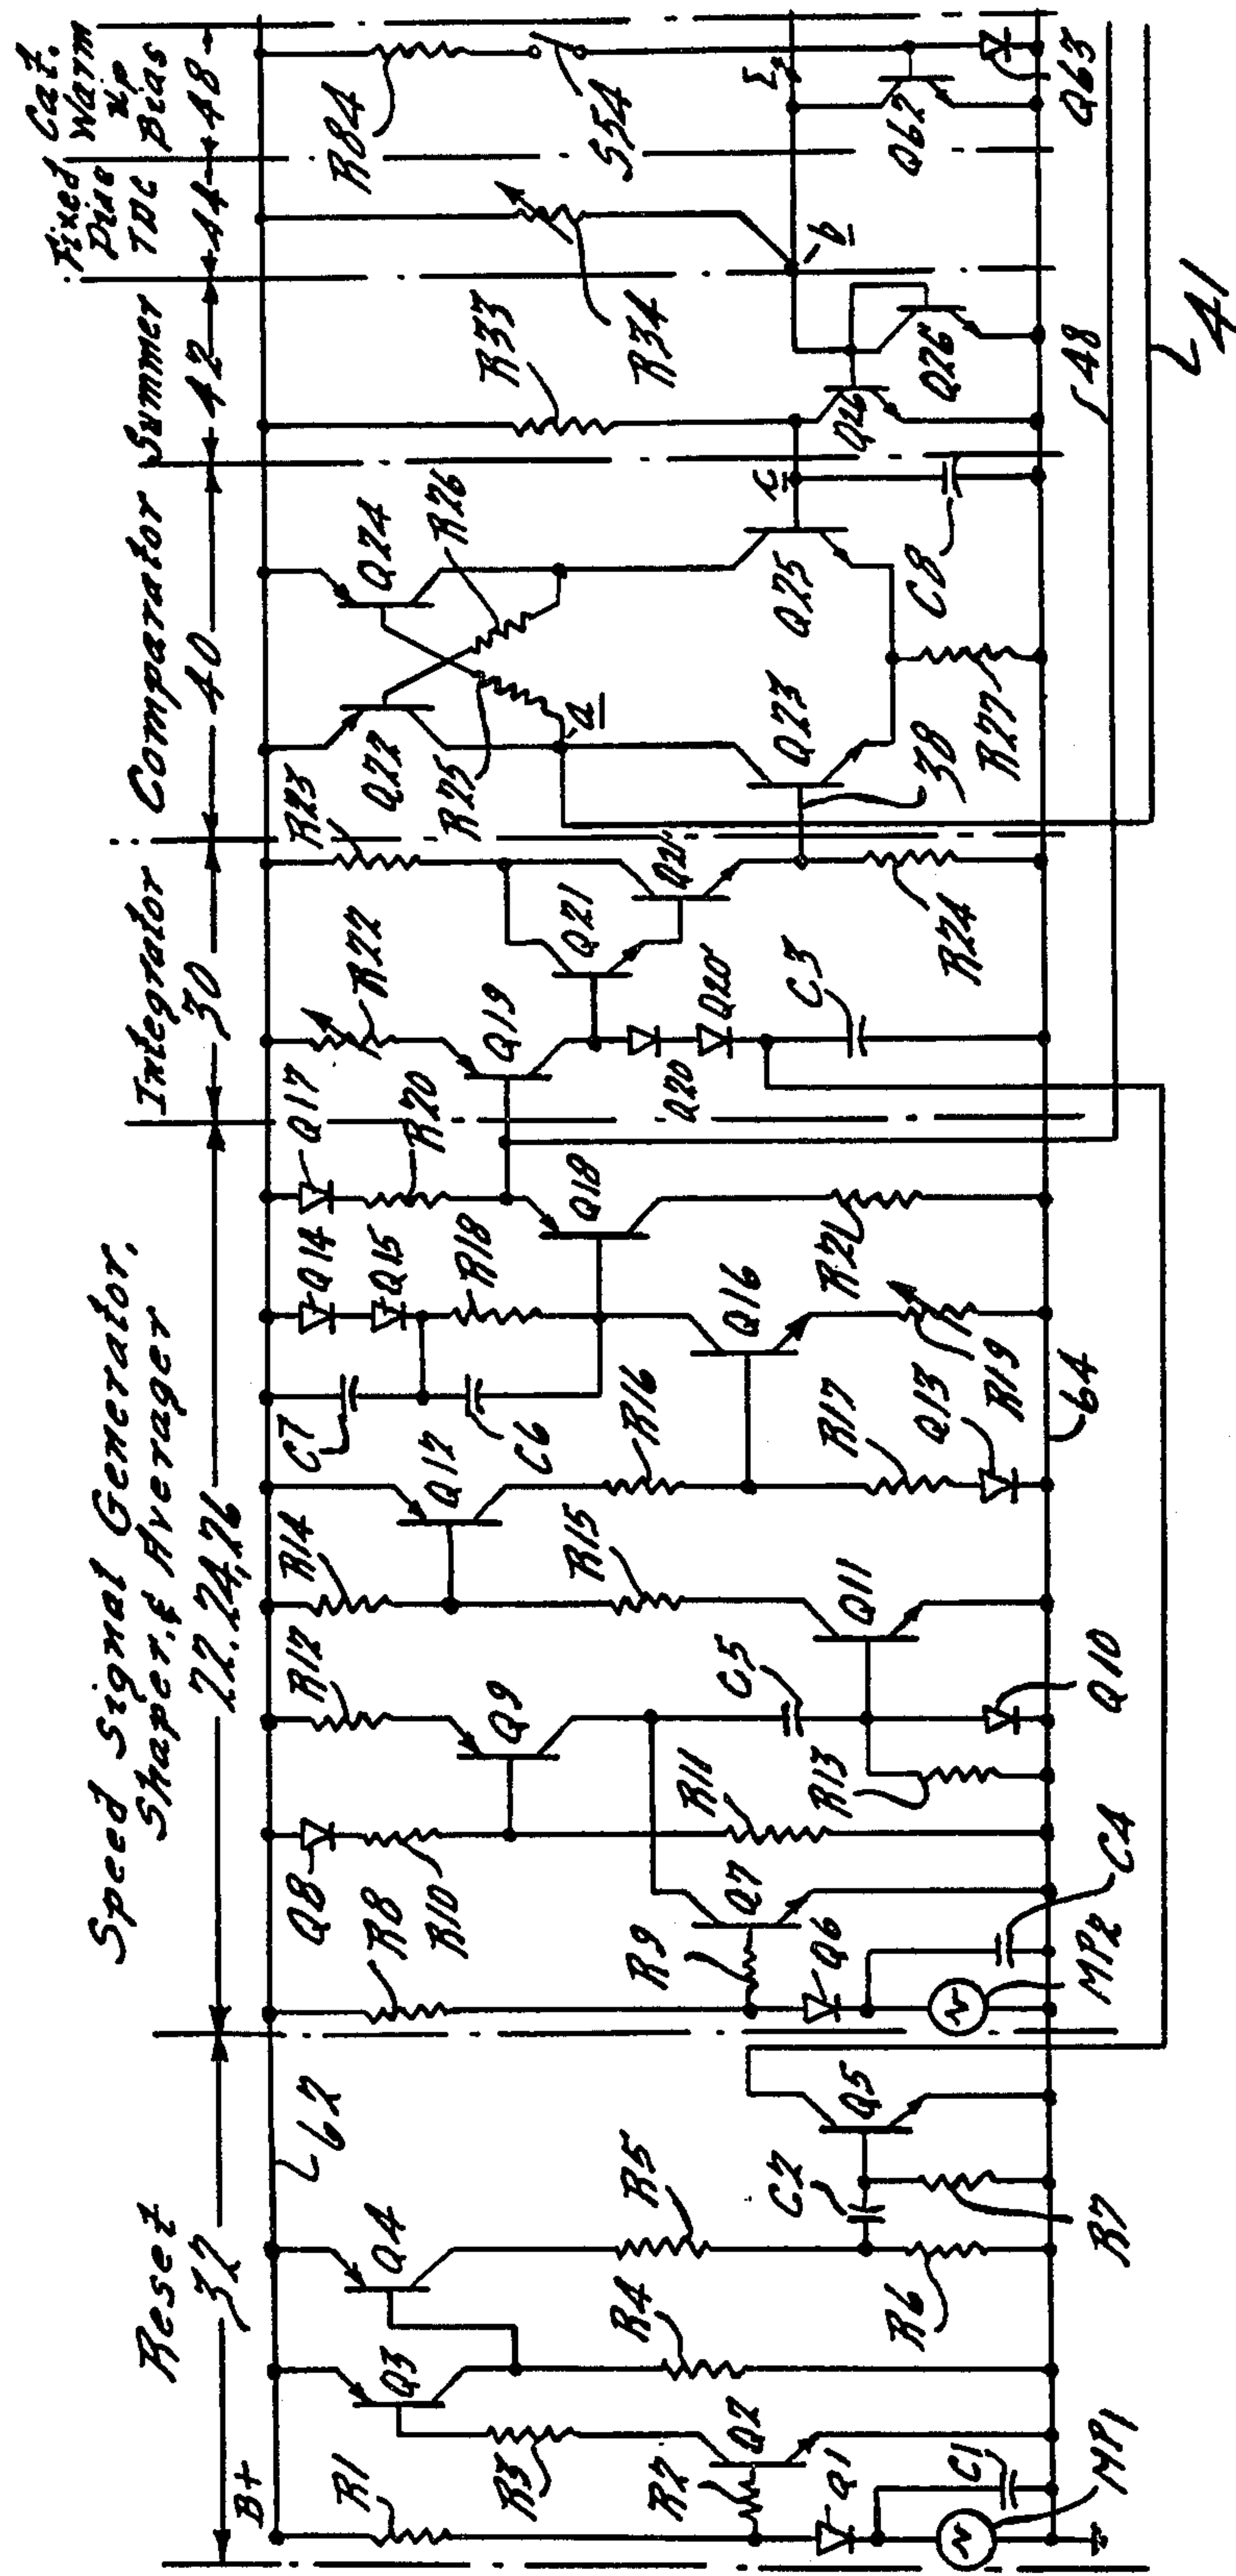 Reset
32
Speed Signal Generator,
Shaper & Averager
22.24,26
Integrator
30
Comparator
40
Summer
42
Fixed
Disc
TDC
44
Cat.
Warm
Up
Bias
48
B+
62
R1
R3
R2
Q2
Q1
C1
MP1
Q3
Q4
R4
R5
R6
C2
R7
Q5
Q8
R8
R10
R9
Q7
Q6
MP2
C4
R12
Q9
R11
R13
C5
Q10
R14
R15
Q11
Q12
R16
R17
Q13
R19
64
C7
C6
Q14
Q15
R18
Q16
Q17
R20
Q18
R21
R22
Q19
Q20
Q20'
C3
R23
Q21
Q21'
R24
Q22
R25
Q24
R26
a
Q23
38
Q25
R27
c
C8
R33
R34
Q26
Q26'
b
R84
S54
Σ
Q62
Q63
48
41